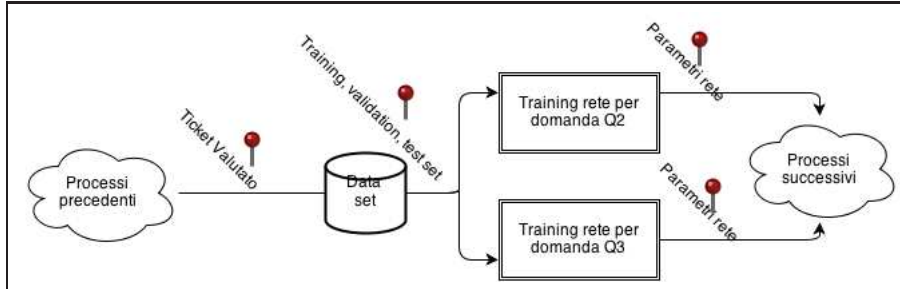 Processi
precedenti
Ticket Valutato
Data
set
Training, validation, test set
Training rete per
domanda Q2
Parametri rete
Training rete per
domanda Q3
Parametri rete
Processi
successivi